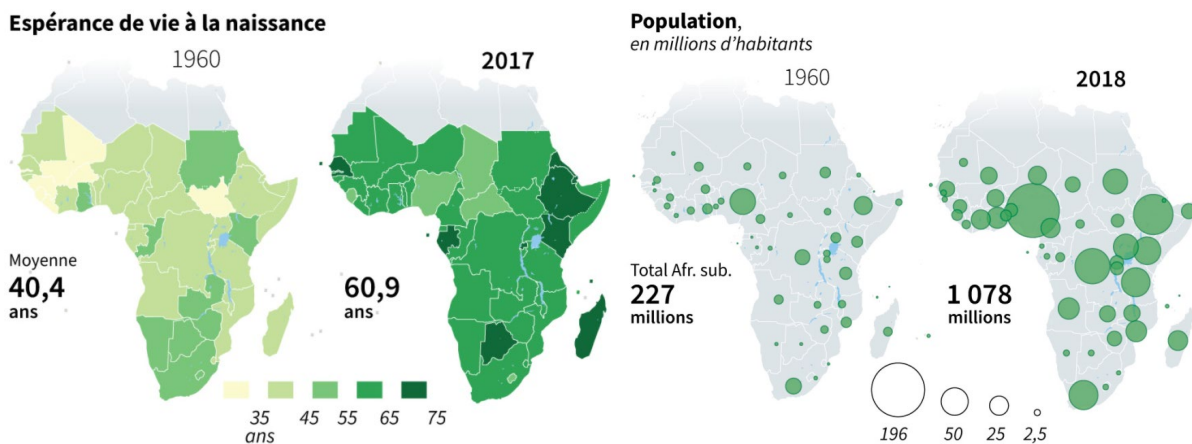 Espérance de vie à la naissance
1960
2017
Moyenne
40,4
ans
60,9
ans
35 45 55 65 75
ans
Population,
en millions d’habitants
1960
2018
Total Afr. sub.
227
millions
1 078
millions
196 50 25 2,5